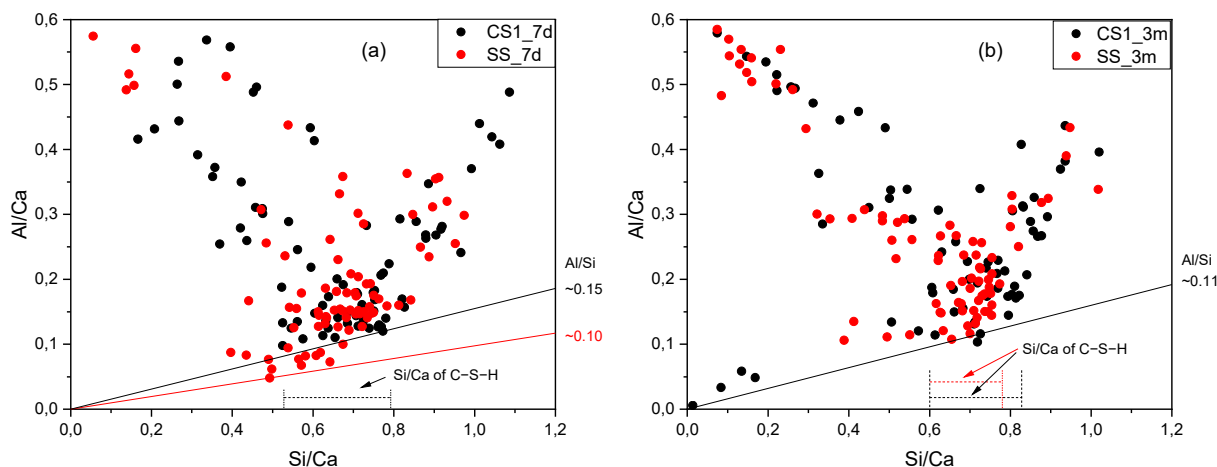 0,6
(a)
CS1_7d
SS_7d
0,5
0,4
Al/Ca
0,3
0,2
Al/Si
~0.15
~0.10
0,1
Si/Ca of C−S−H
0,0
0,0 0,2 0,4 0,6 0,8 1,0 1,2
Si/Ca
0,6
(b)
CS1_3m
SS_3m
0,5
0,4
Al/Ca
0,3
0,2
Al/Si
~0.11
0,1
Si/Ca of C−S−H
0,0
0,0 0,2 0,4 0,6 0,8 1,0 1,2
Si/Ca